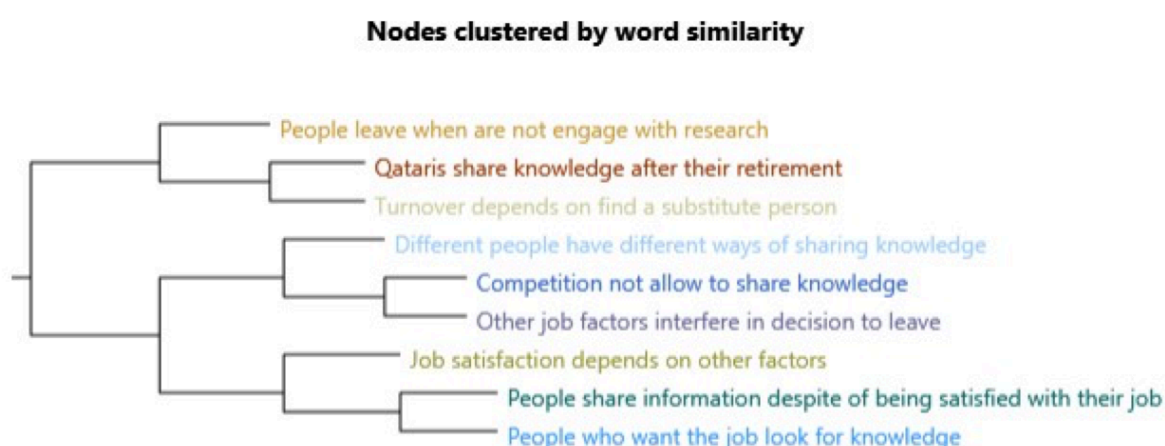 Nodes clustered by word similarity
People leave when are not engage with research
Qataris share knowledge after their retirement
Turnover depends on find a substitute person
Different people have different ways of sharing knowledge
Competition not allow to share knowledge
Other job factors interfere in decision to leave
Job satisfaction depends on other factors
People share information despite of being satisfied with their job
People who want the job look for knowledge